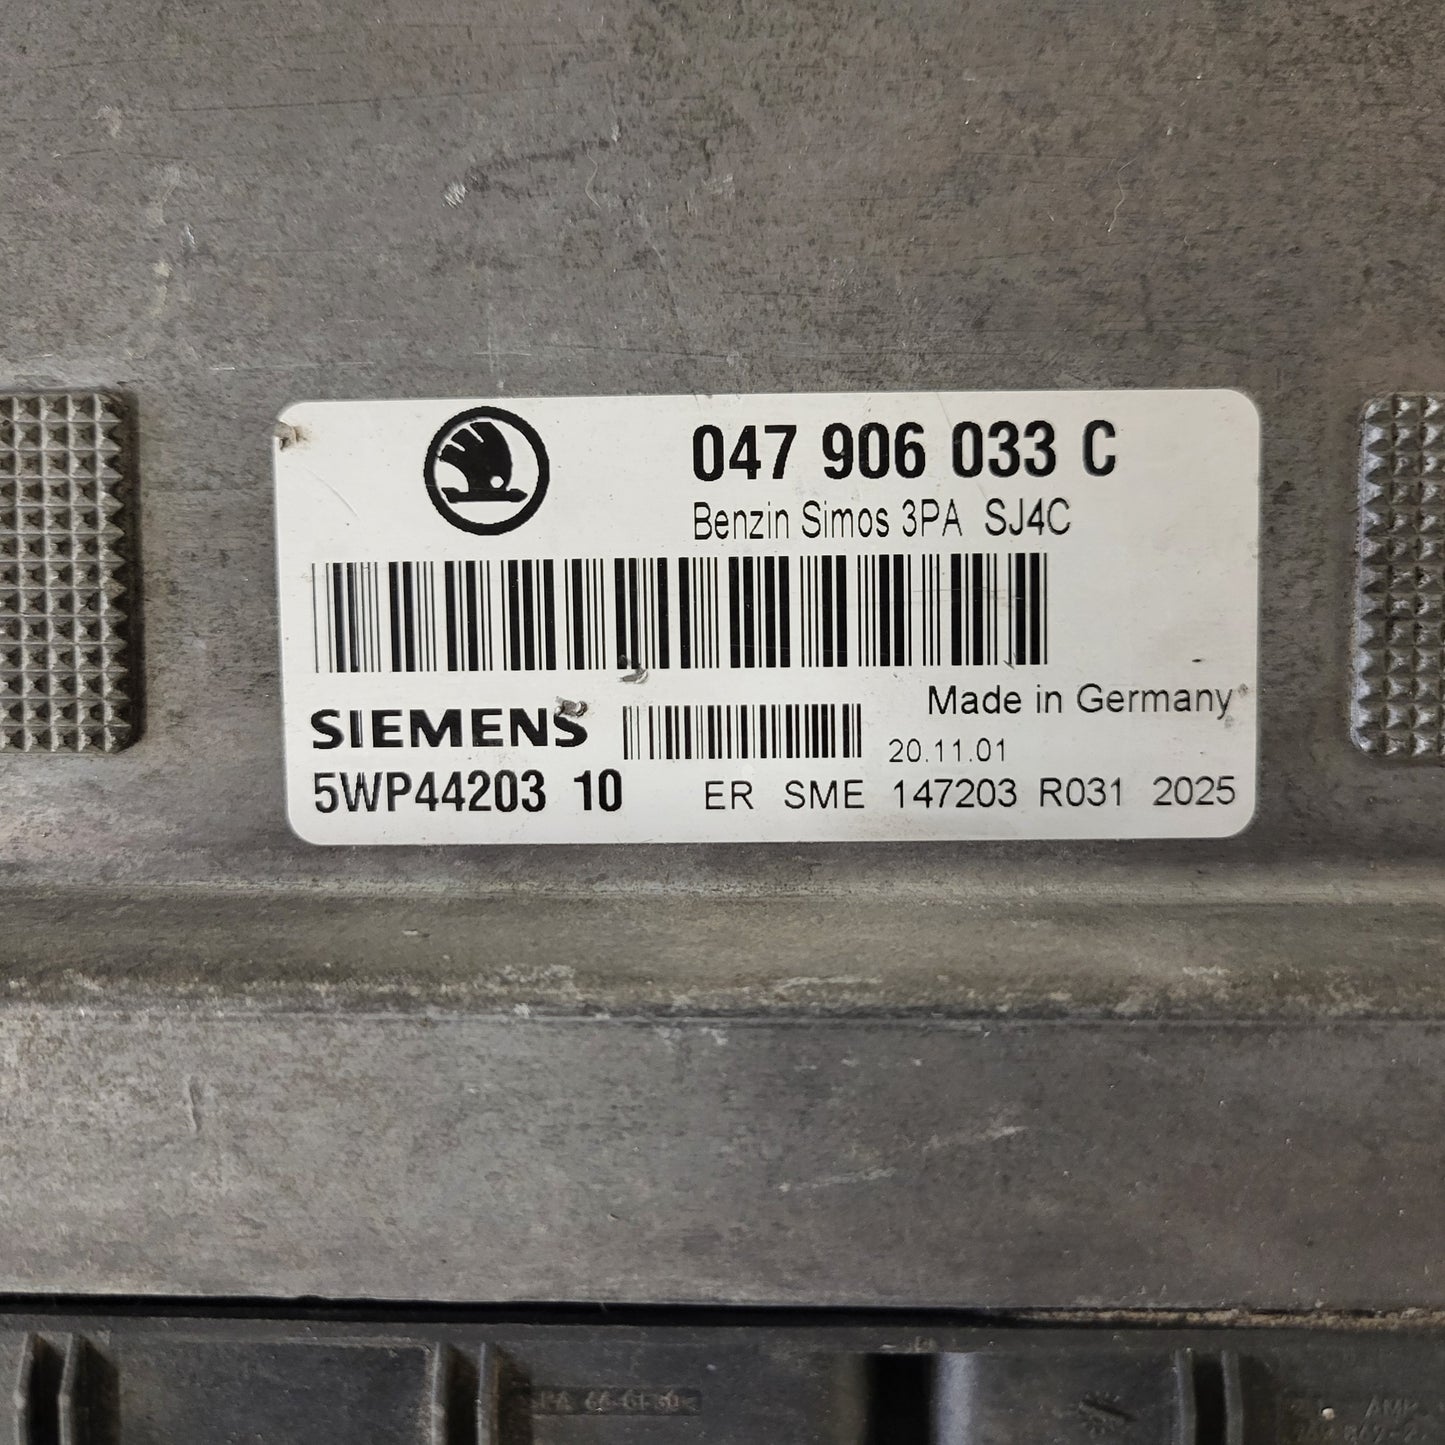 047 906 033 C
Benzin Simos 3PA SJ4C
Made in Germany
SIEMENS
20.11.01
5WP44203 10 ER SME 147203 R031 2025